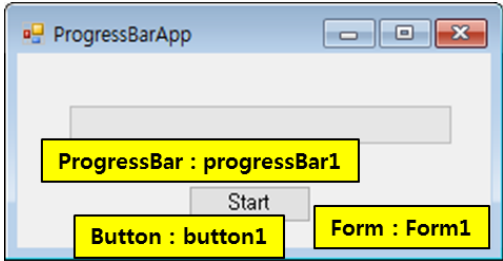 ProgressBarApp
ProgressBar : progressBar1
Start
Button : button1
Form : Form1